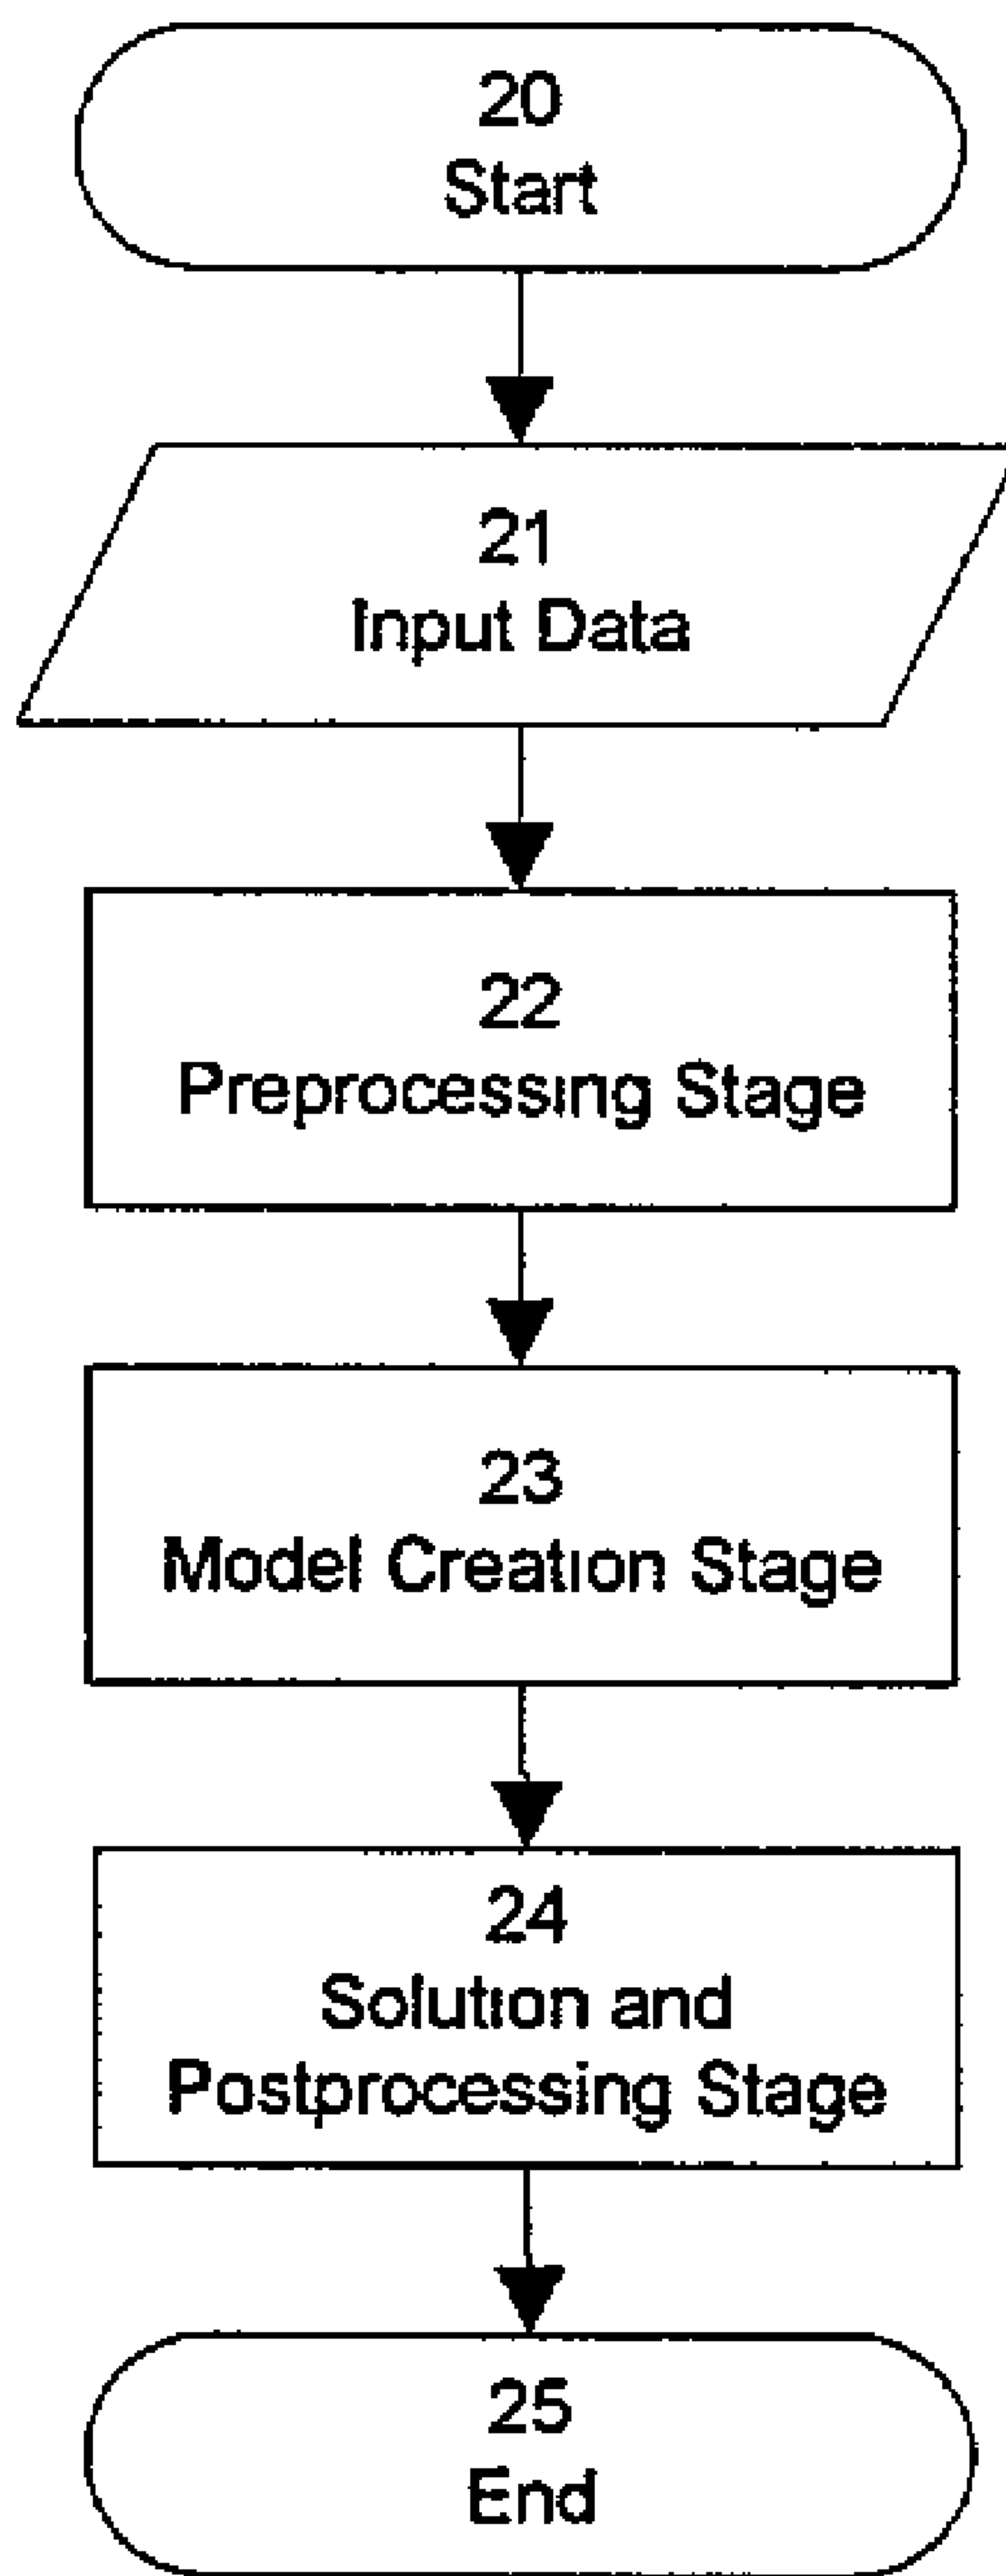 20
Start
21
Input Data
22
Preprocessing Stage
23
Model Creation Stage
24
Solution and
Postprocessing Stage
25
End